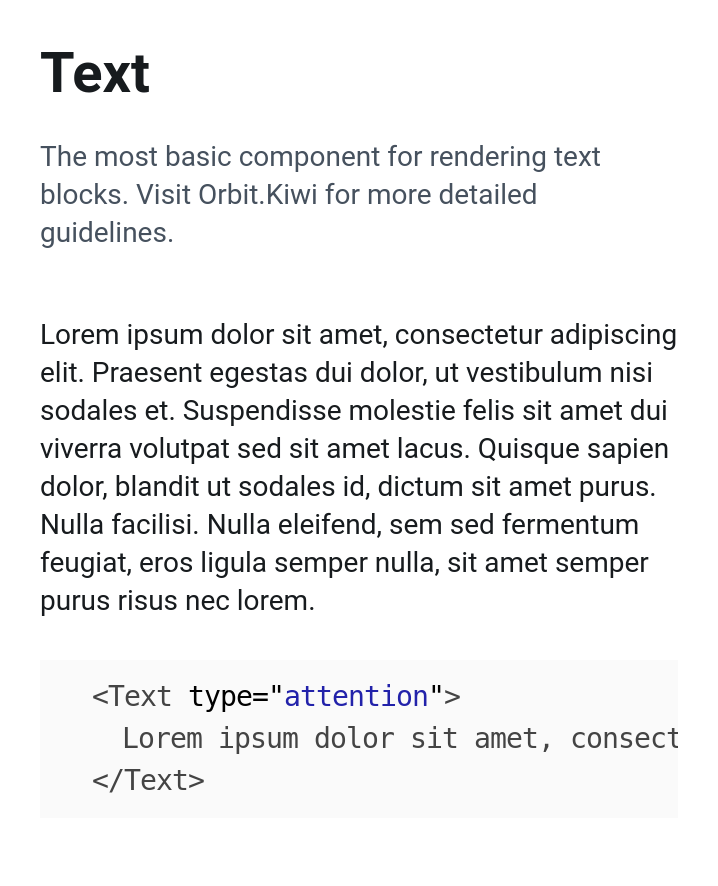 Text
The most basic component for rendering text
blocks. Visit Orbit.Kiwi for more detailed
guidelines.
Lorem ipsum dolor sit amet, consectetur adipiscing
elit. Praesent egestas dui dolor, ut vestibulum nisi
sodales et. Suspendisse molestie felis sit amet dui
viverra volutpat sed sit amet lacus. Quisque sapien
dolor, blandit ut sodales id, dictum sit amet purus.
Nulla facilisi. Nulla eleifend, sem sed fermentum
feugiat, eros ligula semper nulla, sit amet semper
purus risus nec lorem.
<Text type="attention">
  Lorem ipsum dolor sit amet, consect
</Text>